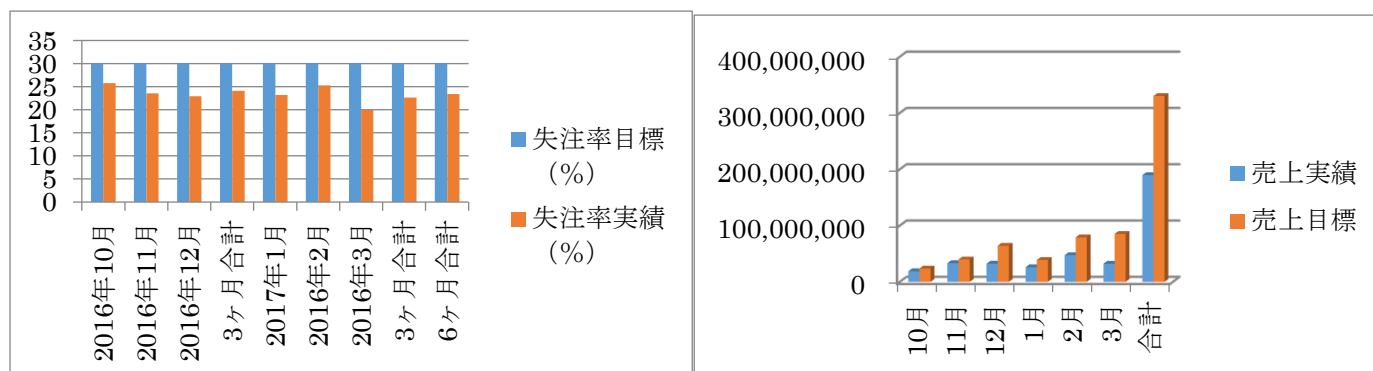 35
30
25
20
15
10
5
0
2016年10月
2016年11月
2016年12月
3ヶ月合計
2017年1月
2016年2月
2016年3月
3ヶ月合計
6ヶ月合計
失注率目標
（%）
失注率実績
（%）
400,000,000
300,000,000
200,000,000
100,000,000
0
10月
11月
12月
1月
2月
3月
合計
売上実績
売上目標